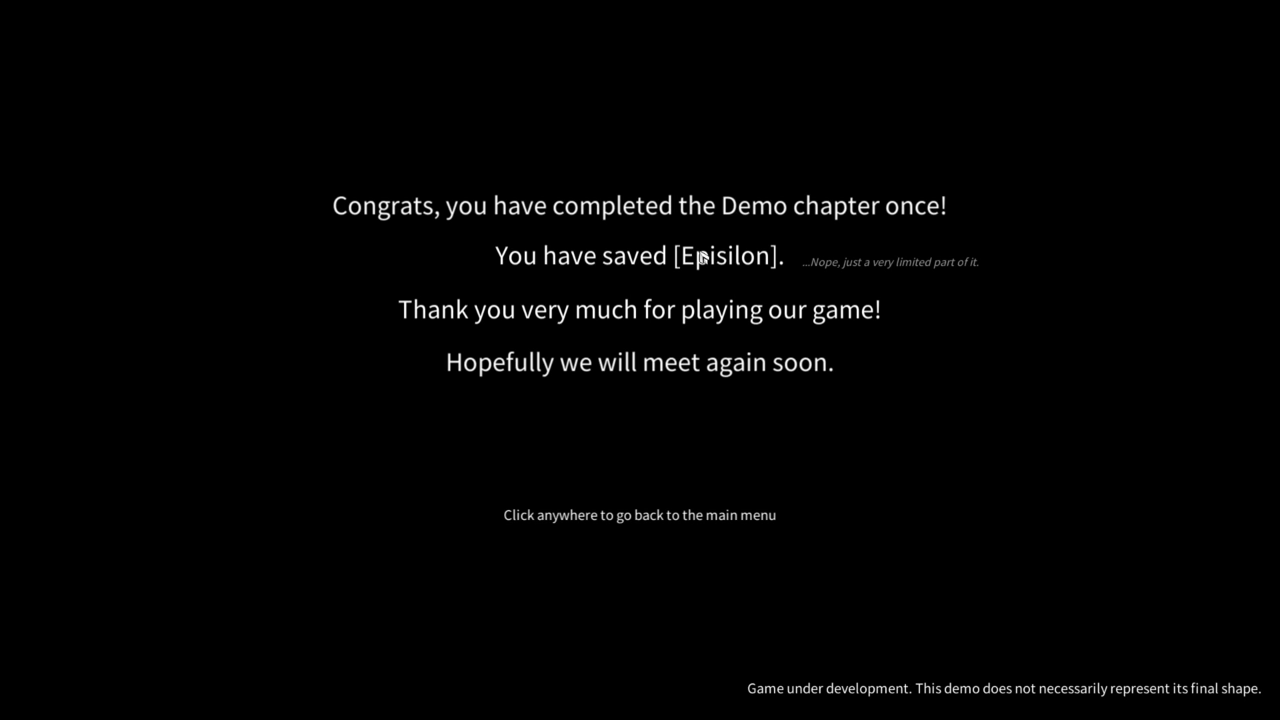 Congrats, you have completed the Demo chapter once!
You have saved [Episilon]. ...Nope, just a very limited part of it.
Thank you very much for playing our game!
Hopefully we will meet again soon.
Click anywhere to go back to the main menu
Game under development. This demo does not necessarily represent its final shape.